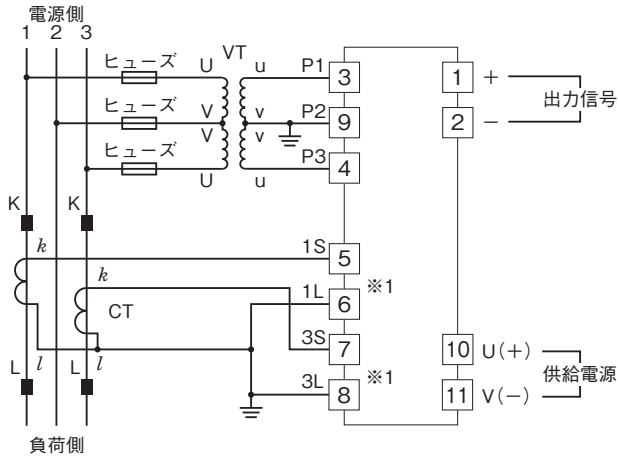 電源側
1 2 3
ヒューズ U VT u P1 3 1 +
出力信号
ヒューズ V v P2 9 2 −
V v
ヒューズ U u P3 4
K K
k 1S 5
k 1L 6 ※1
CT
3S 7 10 U(+)
供給電源
L l L l 3L 8 ※1 11 V(−)
負荷側